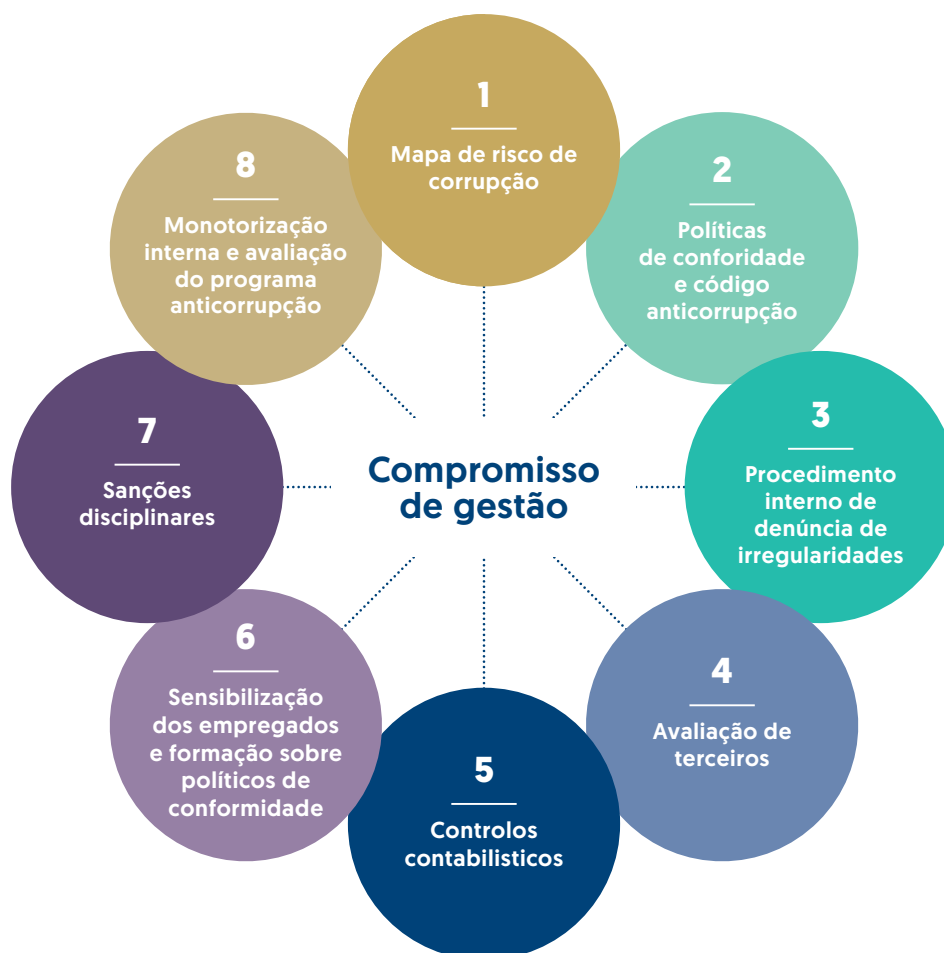 1
Mapa de risco de
corrupção
2
Políticas
de conforidade
e código
anticorrupção
3
Procedimento
interno de
denúncia de
irregularidades
4
Avaliação de
terceiros
5
Controlos
contabilisticos
6
Sensibilização
dos empregados
e formação sobre
políticos de
conformidade
7
Sanções
disciplinares
8
Monotorização
interna e avaliação
do programa
anticorrupção
Compromisso
de gestão